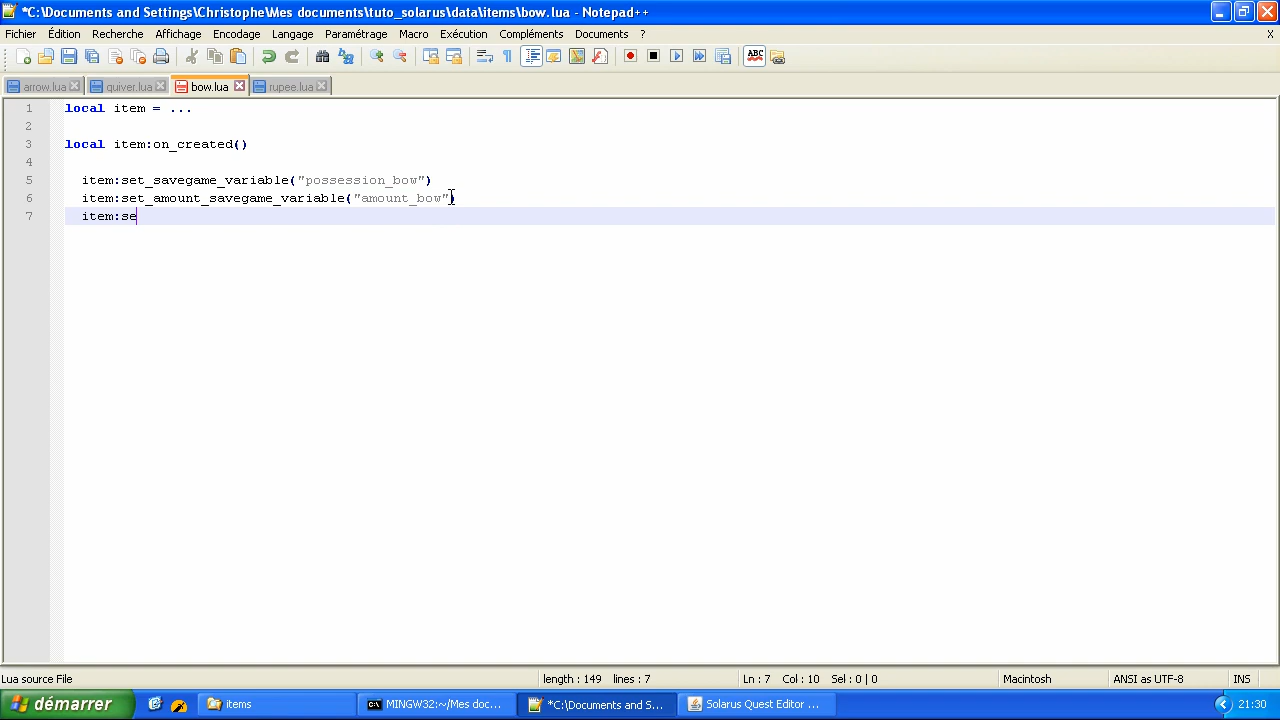 *C:\Documents and Settings\Christophe\Mes documents\tuto_solarus\data\items\bow.lua - Notepad++
Fichier Édition Recherche Affichage Encodage Langage Paramétrage Macro Exécution Compléments Documents ? X
ABC
arrow.lua quiver.lua bow.lua rupee.lua
1 local item = ...
2
3 local item:on_created()
4
5 item:set_savegame_variable("possession_bow")
6 item:set_amount_savegame_variable("amount_bow")
7 item:se
Lua source File length : 149 lines : 7 Ln : 7 Col : 10 Sel : 0 | 0 Macintosh ANSI as UTF-8 INS
démarrer items MINGW32:~/Mes doc... *C:\Documents and S... Solarus Quest Editor ... 21:30